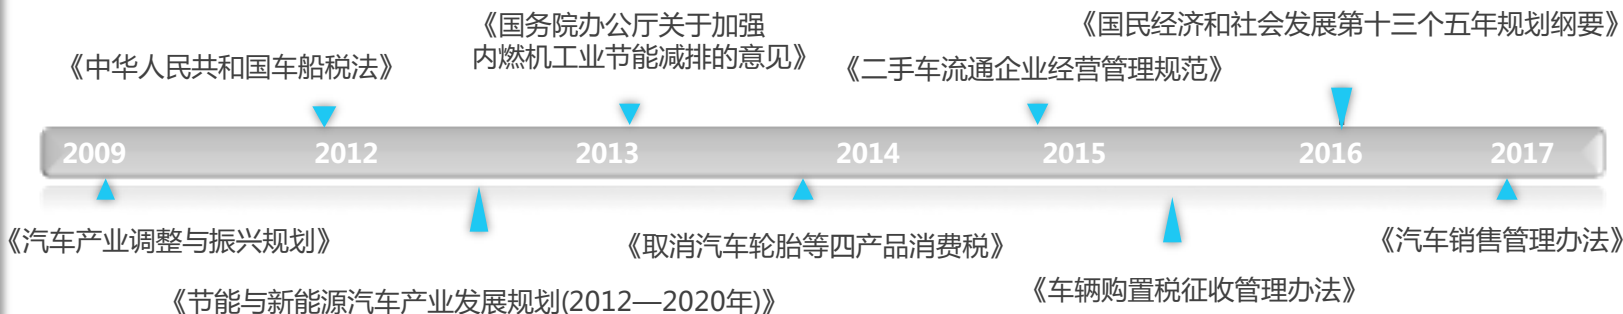 《国务院办公厅关于加强
内燃机工业节能减排的意见》
《国民经济和社会发展第十三个五年规划纲要》
《中华人民共和国车船税法》
《二手车流通企业经营管理规范》
2009 2012 2013 2014 2015 2016 2017
《汽车产业调整与振兴规划》
《取消汽车轮胎等四产品消费税》
《汽车销售管理办法》
《节能与新能源汽车产业发展规划(2012—2020年)》
《车辆购置税征收管理办法》